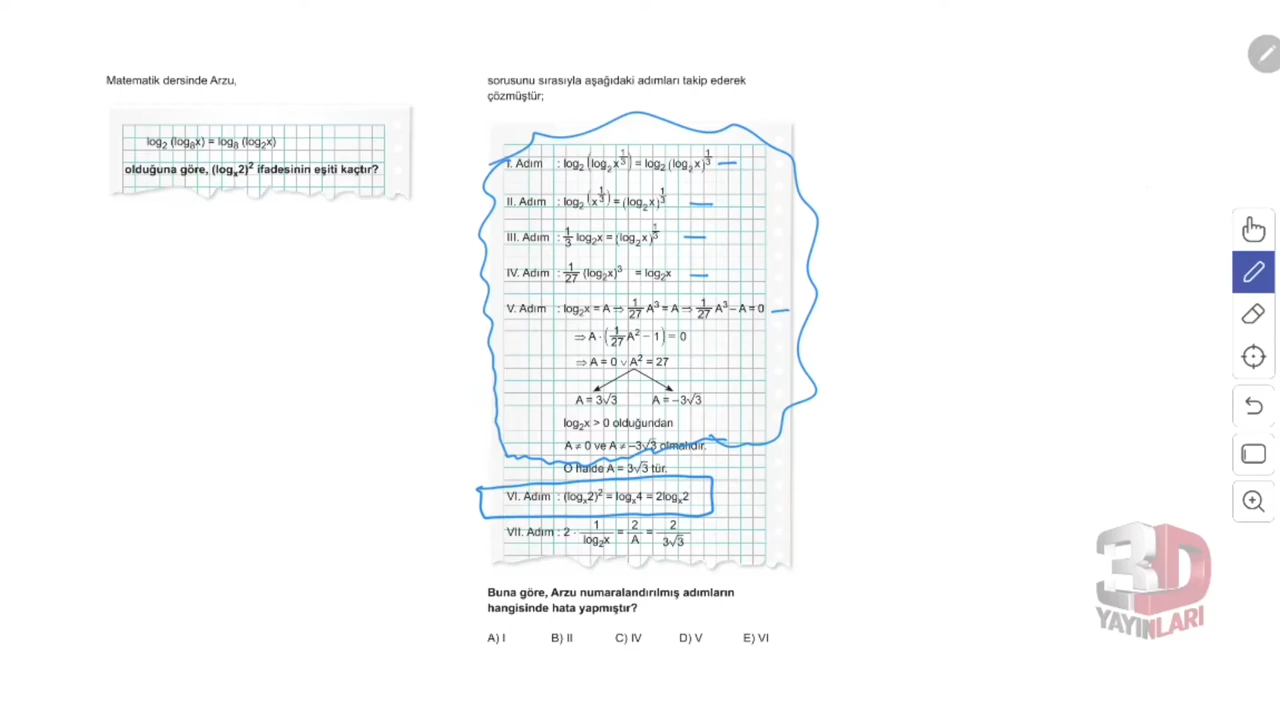 Matematik dersinde Arzu,
log₂ (log₈x) = log₈ (log₂x)
olduğuna göre, (logₓ2)² ifadesinin eşiti kaçtır?
sorusunu sırasıyla aşağıdaki adımları takip ederek
çözmüştür;
I. Adım : log₂ (log₂ x^(1/3)) = log₂ (log₂ x)^(1/3)
II. Adım : log₂ (x^(1/3)) = (log₂ x)^(1/3)
III. Adım : 1/3 log₂x = (log₂ x)^(1/3)
IV. Adım : 1/27 (log₂x)³ = log₂x
V. Adım : log₂x = A ⇒ 1/27 A³ = A ⇒ 1/27 A³ – A = 0
⇒ A · (1/27 A² – 1) = 0
⇒ A = 0 ∨ A² = 27
A = 3√3 A = –3√3
log₂x > 0 olduğundan
A ≠ 0 ve A ≠ –3√3 olmalıdır.
O halde A = 3√3 tür.
VI. Adım : (logₓ2)² = logₓ4 = 2logₓ2
VII. Adım : 2 · 1/log₂x = 2/A = 2/3√3
Buna göre, Arzu numaralandırılmış adımların
hangisinde hata yapmıştır?
A) I B) II C) IV D) V E) VI
3D
YAYINLARI